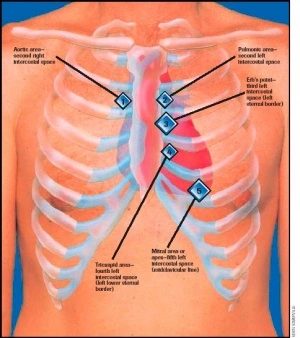 Aortic area—
second right
intercostal space
Pulmonic area—
second left
intercostal space
Erb's point—
third left
intercostal
space (left
sternal border)
1
2
3
4
5
Tricuspid area—
fourth left
intercostal space
(left lower sternal
border)
Mitral area or
apex—fifth left
intercostal space
(midclavicular line)